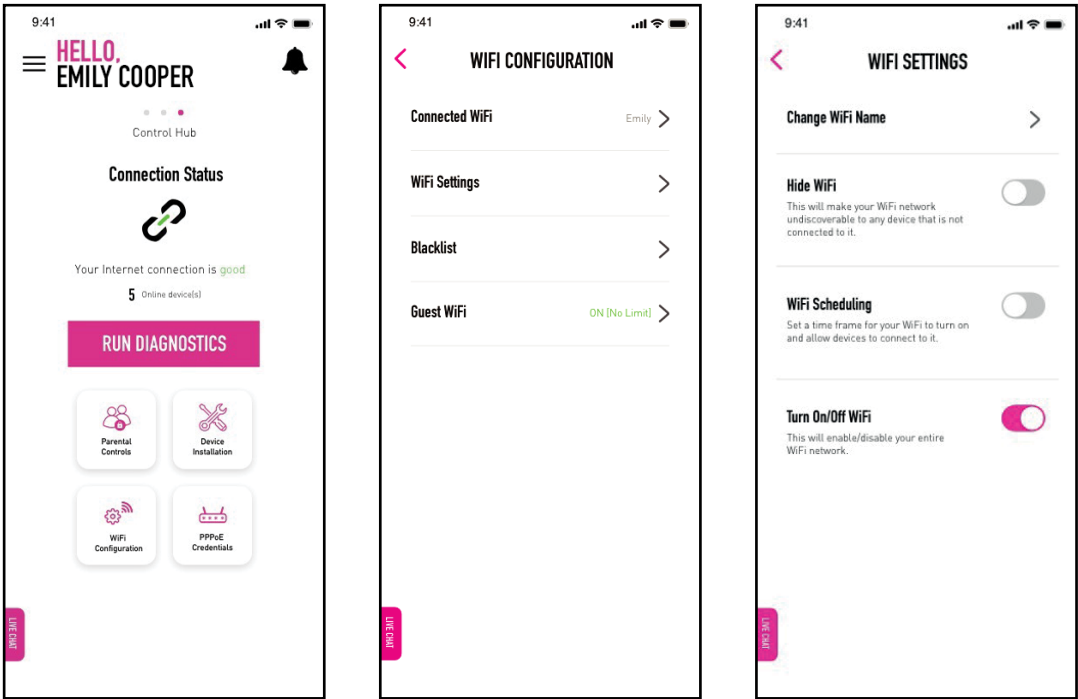 9:41
HELLO,
EMILY COOPER
Control Hub
Connection Status
Your Internet connection is good
5 Online device(s)
RUN DIAGNOSTICS
Parental
Controls
Device
Installation
WiFi
Configuration
PPPoE
Credentials
LIVE CHAT
9:41
WIFI CONFIGURATION
Connected WiFi Emily
WiFi Settings
Blacklist
Guest WiFi ON [No Limit]
LIVE CHAT
9:41
WIFI SETTINGS
Change WiFi Name
Hide WiFi
This will make your WiFi network
undiscoverable to any device that is not
connected to it.
WiFi Scheduling
Set a time frame for your WiFi to turn on
and allow devices to connect to it.
Turn On/Off WiFi
This will enable/disable your entire
WiFi network.
LIVE CHAT